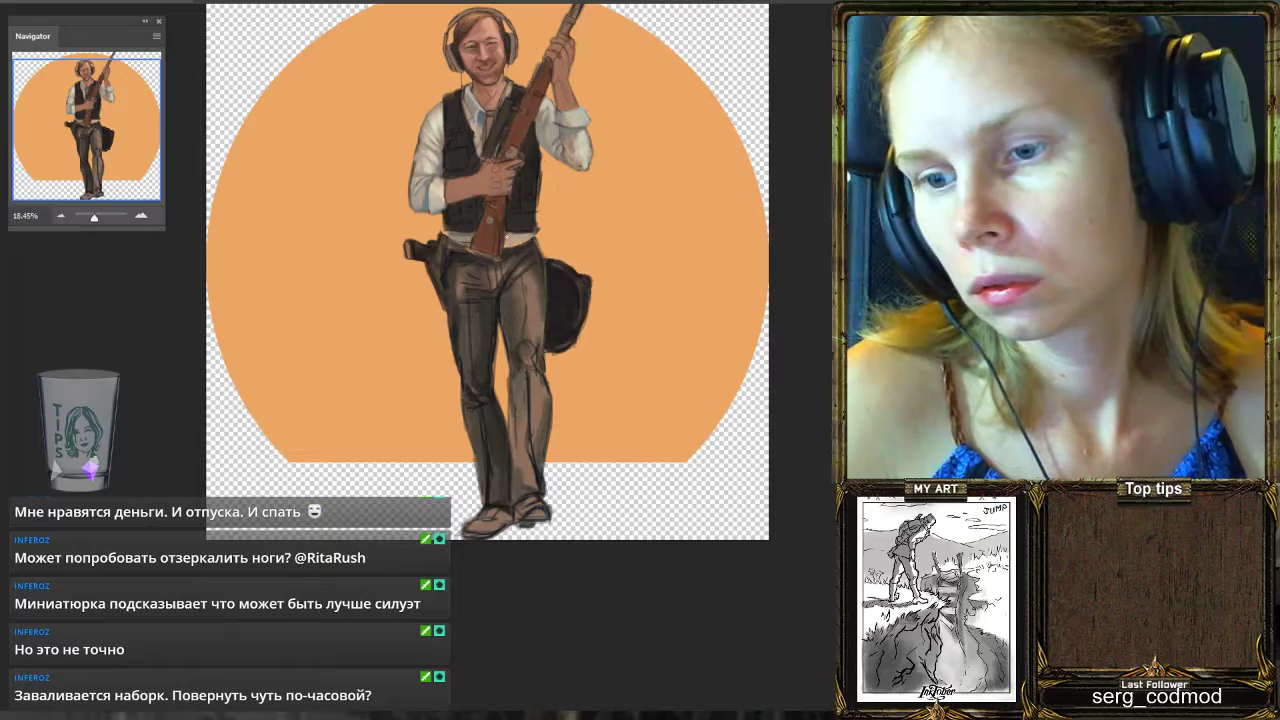 Navigator
18.45%
TIPS
Мне нравятся деньги. И отпуска. И спать
INFEROZ
Может попробовать отзеркалить ноги? @RitaRush
INFEROZ
Миниатюрка подсказывает что может быть лучше силуэт
INFEROZ
Но это не точно
INFEROZ
Заваливается наборк. Повернуть чуть по-часовой?
MY ART
JUMP
InkTober
Top tips
Last Follower
serg_codmod